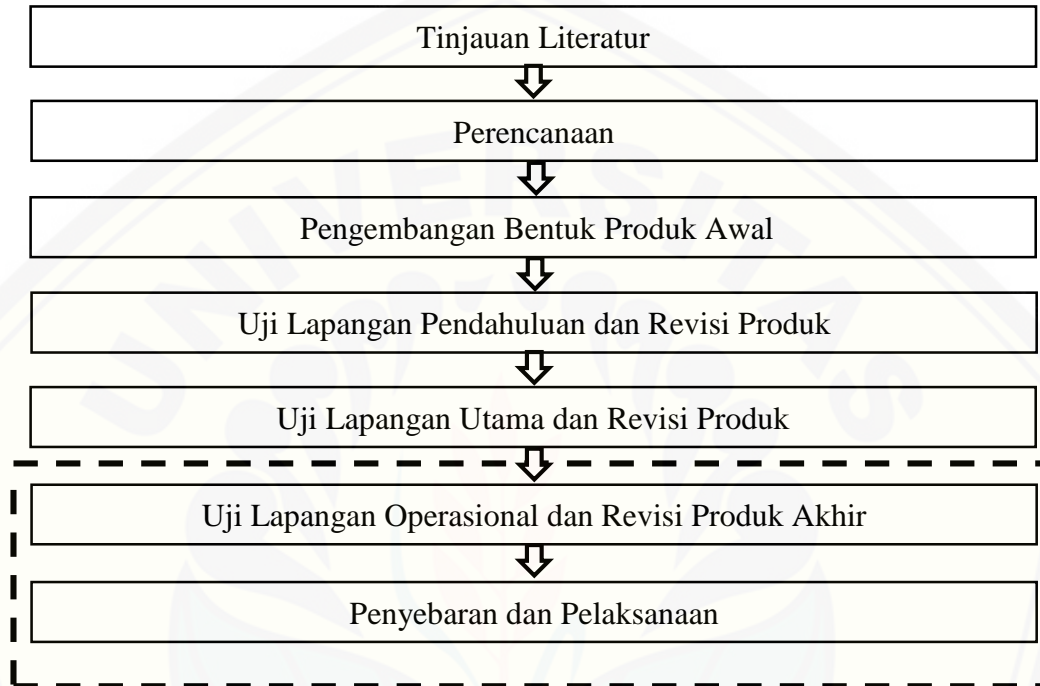 Tinjauan Literatur
Perencanaan
Pengembangan Bentuk Produk Awal
UNIVERSITAS
Uji Lapangan Pendahuluan dan Revisi Produk
Uji Lapangan Utama dan Revisi Produk
Uji Lapangan Operasional dan Revisi Produk Akhir
Penyebaran dan Pelaksanaan